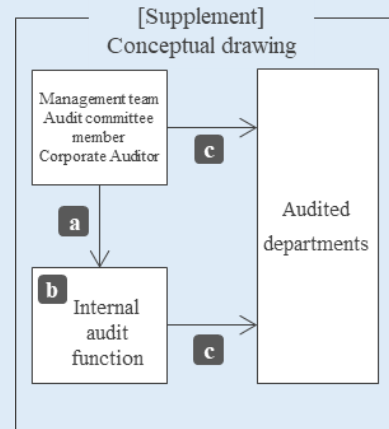 [Supplement]
Conceptual drawing
Management team
Audit committee
member
Corporate Auditor
c
a
Audited
departments
b
Internal
audit
function
c